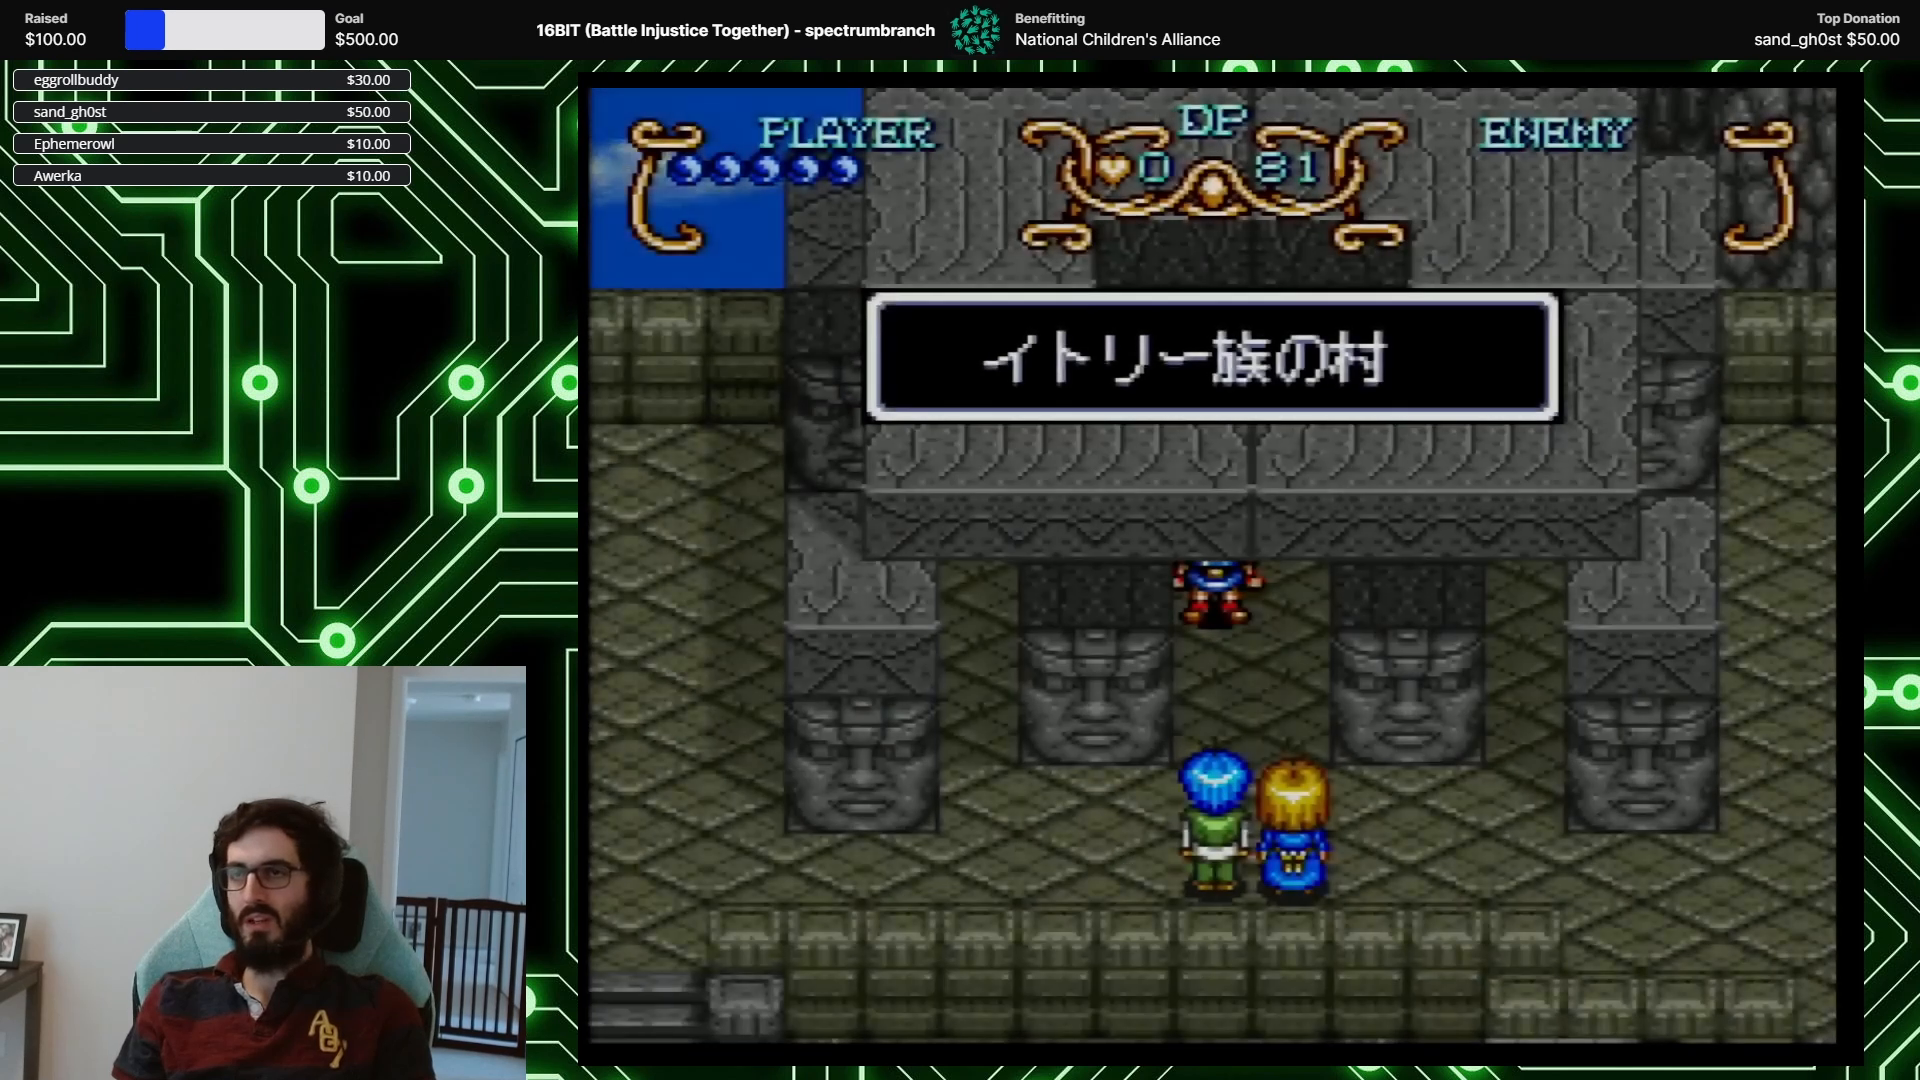 Raised
$100.00
Goal
$500.00
16BIT (Battle Injustice Together) - spectrumbranch
Benefitting
National Children's Alliance
Top Donation
sand_gh0st $50.00
eggrollbuddy $30.00
sand_gh0st $50.00
Ephemerowl $10.00
Awerka $10.00
PLAYER
DP
ENEMY
0 81
イトリー族の村